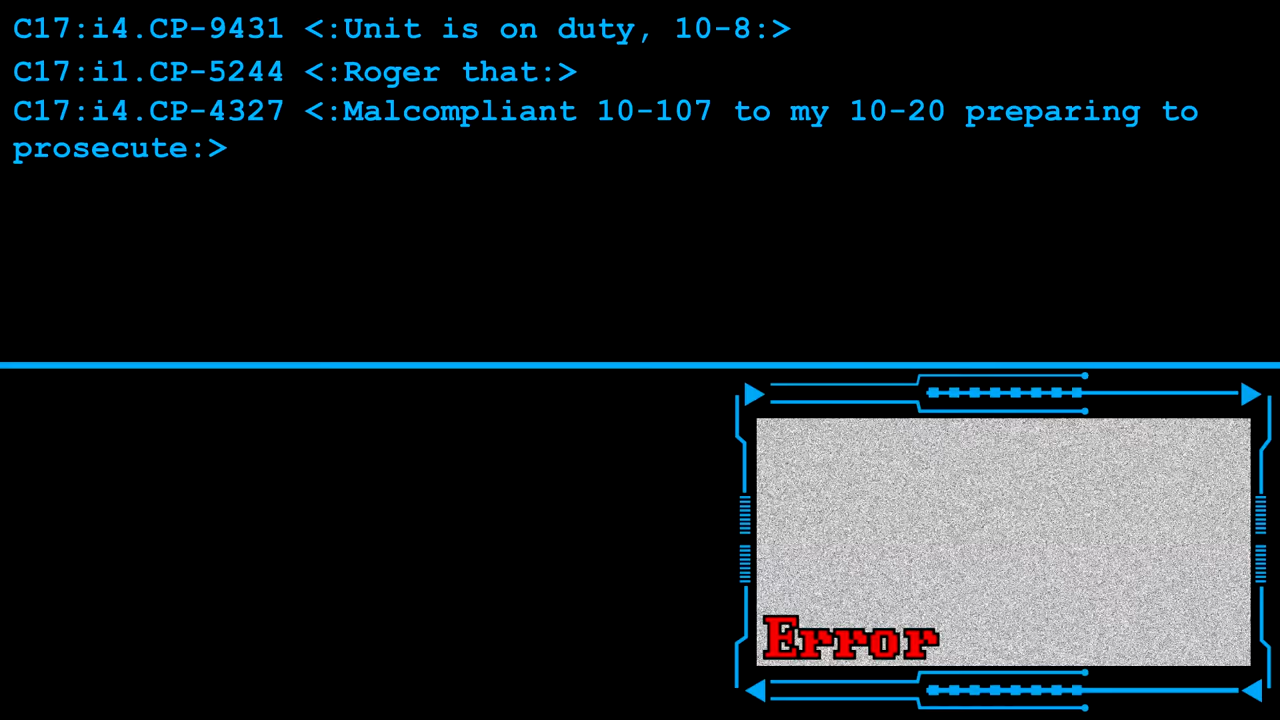 C17:i4.CP-9431 <:Unit is on duty, 10-8:>
C17:i1.CP-5244 <:Roger that:>
C17:i4.CP-4327 <:Malcompliant 10-107 to my 10-20 preparing to
prosecute:>
Error